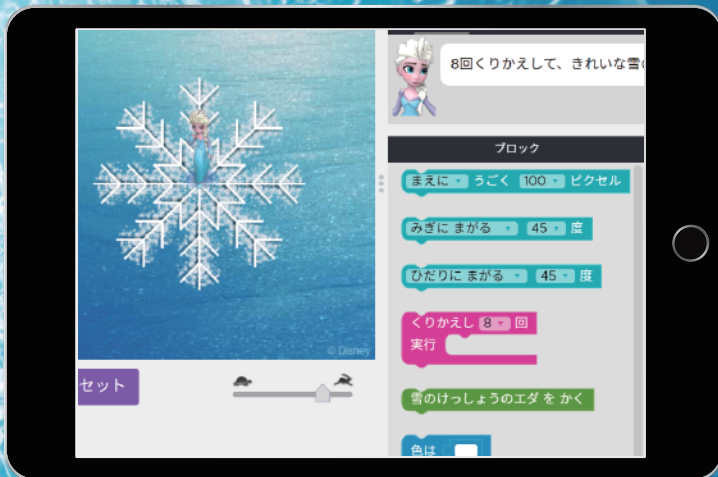 8回くりかえして、きれいな雪
ブロック
まえに うごく 100 ピクセル
みぎに まがる 45 度
ひだりに まがる 45 度
くりかえし 8 回
実行
雪のけっしょうのエダ を かく
色は
© Disney
セット